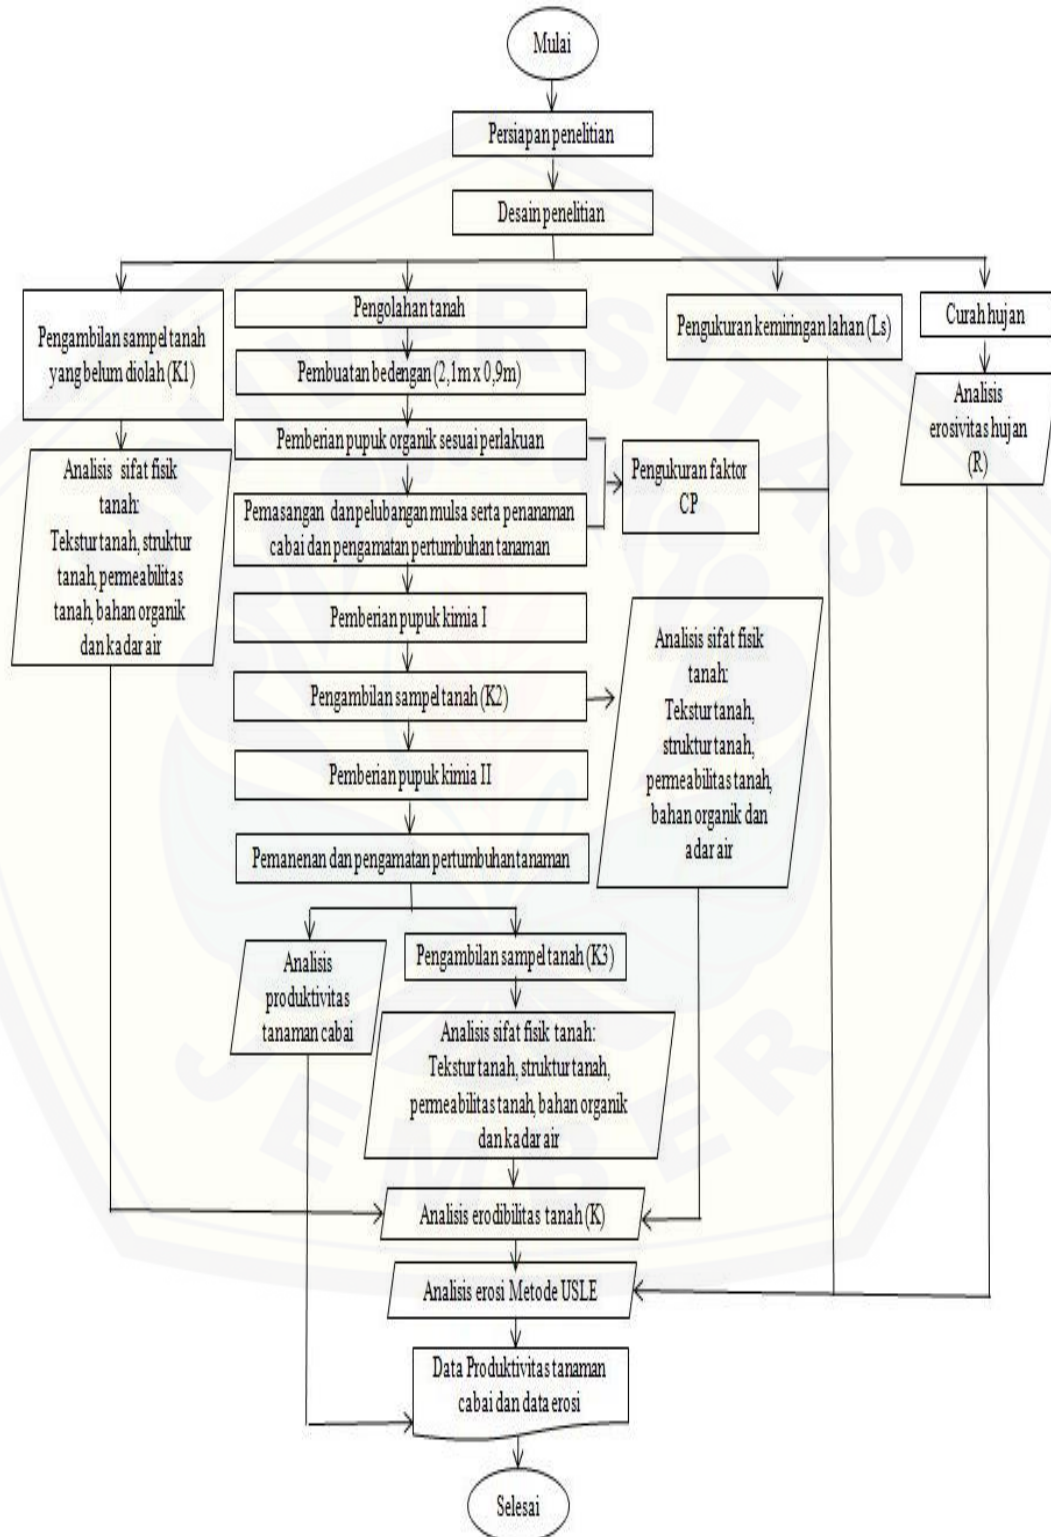 Mulai
Persiapan penelitian
Desain penelitian
Pengambilan sampel tanah
yang belum diolah (K1)
Analisis sifat fisik
tanah:
Tekstur tanah, struktur
tanah, permeabilitas
tanah, bahan organik
dan kadar air
Pengolahan tanah
Pembuatan bedengan (2,1m x 0,9m)
Pemberian pupuk organik sesuai perlakuan
Pemasangan dan pelubangan mulsa serta penanaman
cabai dan pengamatan pertumbuhan tanaman
Pengukuran faktor
CP
Pemberian pupuk kimia I
Pengambilan sampel tanah (K2)
Pemberian pupuk kimia II
Pemanenan dan pengamatan pertumbuhan tanaman
Pengukuran kemiringan lahan (Ls)
Curah hujan
Analisis
erosivitas hujan
(R)
Analisis sifat fisik
tanah:
Tekstur tanah,
struktur tanah,
permeabilitas tanah,
bahan organik dan
adar air
Analisis
produktivitas
tanaman cabai
Pengambilan sampel tanah (K3)
Analisis sifat fisik tanah:
Tekstur tanah, struktur tanah,
permeabilitas tanah, bahan organik
dan kadar air
Analisis erodibilitas tanah (K)
Analisis erosi Metode USLE
Data Produktivitas tanaman
cabai dan data erosi
Selesai
UNIVERSITAS
JEMBER